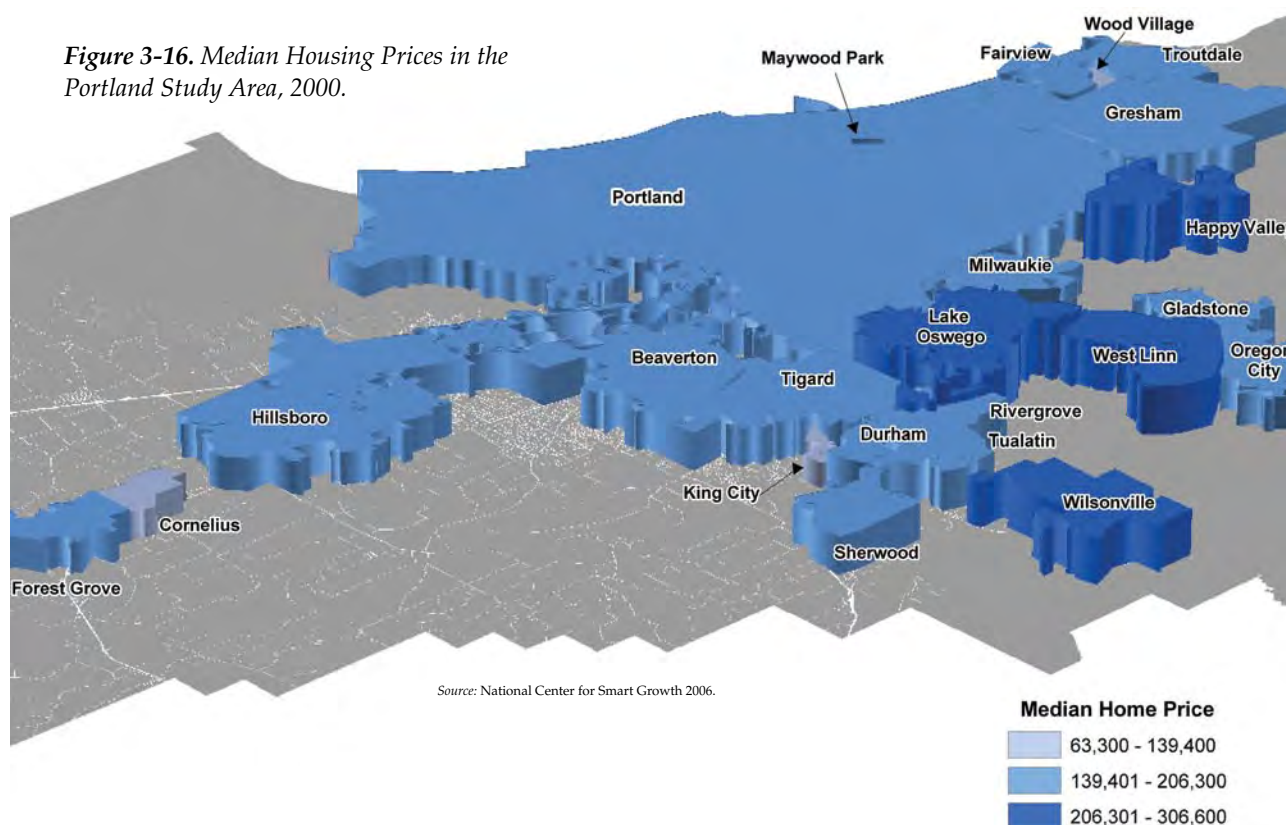 Figure 3-16. Median Housing Prices in the
Portland Study Area, 2000.
Wood Village
Fairview
Troutdale
Maywood Park
Gresham
Portland
Happy Valley
Milwaukie
Gladstone
Lake
Oswego
West Linn
Oregon
City
Beaverton
Tigard
Hillsboro
Rivergrove
Durham
Tualatin
King City
Wilsonville
Cornelius
Sherwood
Forest Grove
Source: National Center for Smart Growth 2006.
Median Home Price
63,300 - 139,400
139,401 - 206,300
206,301 - 306,600